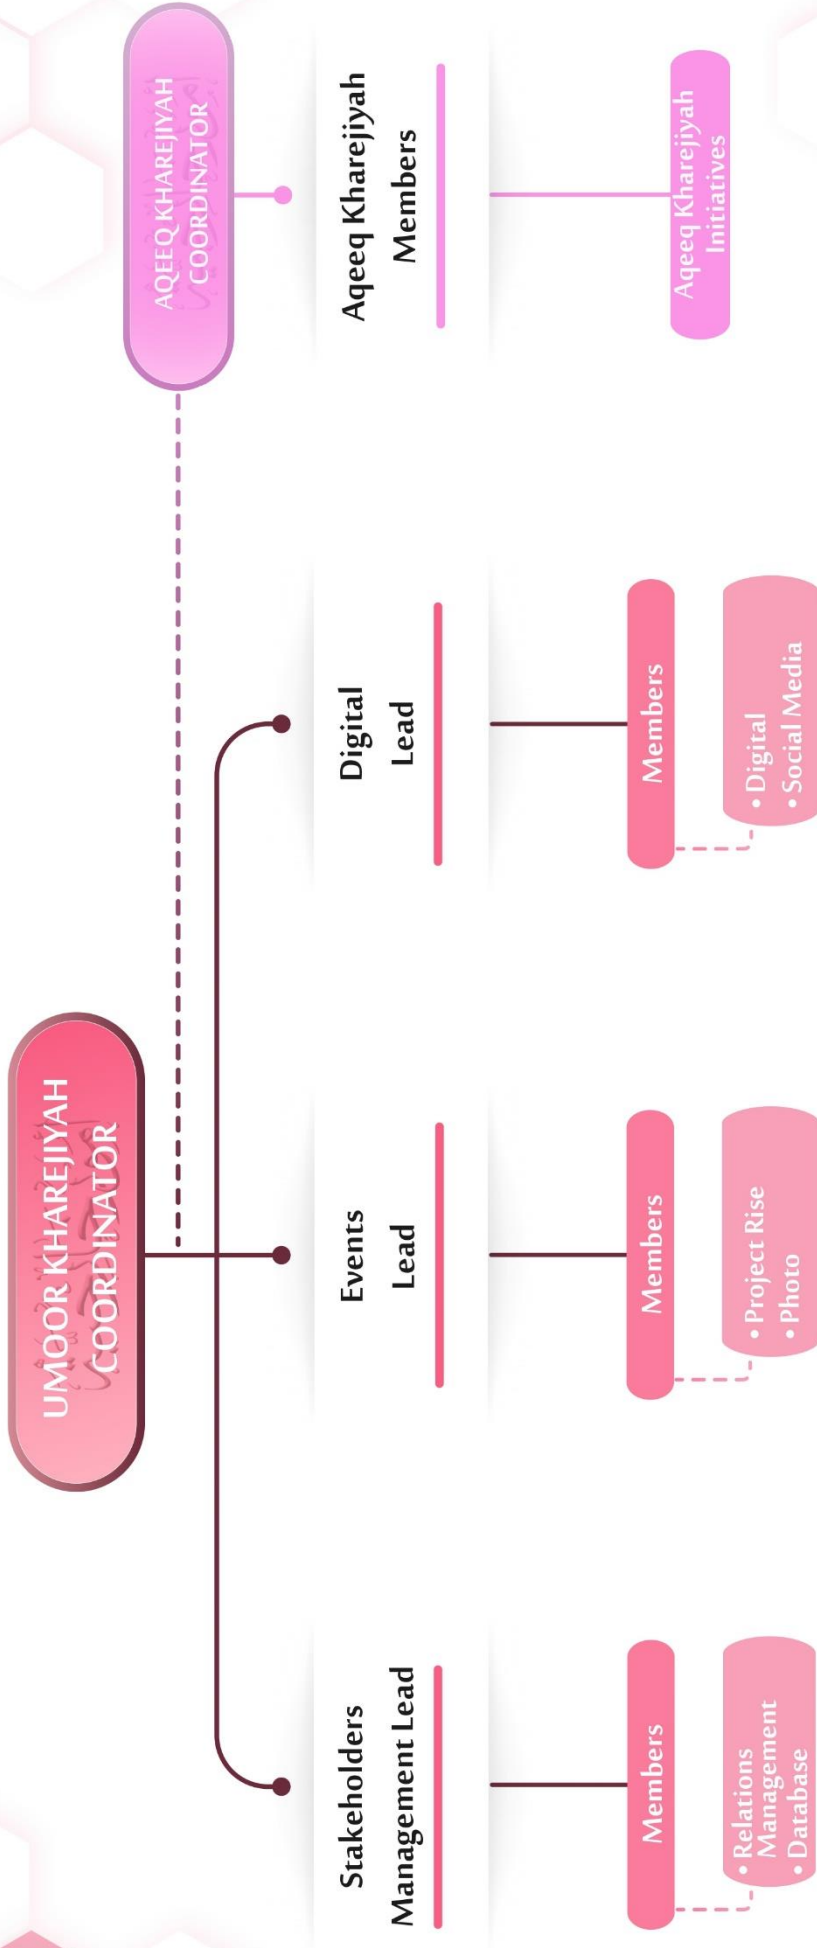 UMOOR KHAREJIYAH
COORDINATOR
AQEEQ KHAREJIYAH
COORDINATOR
Stakeholders
Management Lead
Events
Lead
Digital
Lead
Aqeeq Kharejiyah
Members
Members
Members
Members
Aqeeq Kharejiyah
Initiatives
• Relations
Management
• Database
• Project Rise
• Photo
• Digital
• Social Media